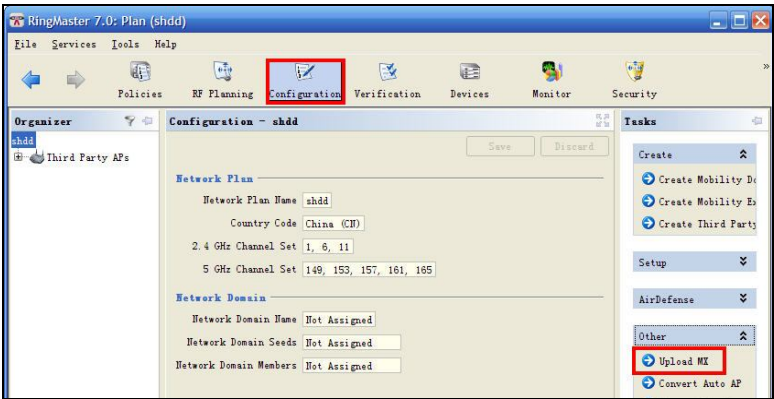 RingMaster 7.0: Plan (shdd)
File Services Tools Help
Policies RF Planning Configuration Verification Devices Monitor Security »
Organizer
shdd
Third Party APs
Configuration - shdd
Save Discard
Network Plan
Network Plan Name shdd
Country Code China (CN)
2.4 GHz Channel Set 1, 6, 11
5 GHz Channel Set 149, 153, 157, 161, 165
Network Domain
Network Domain Name Not Assigned
Network Domain Seeds Not Assigned
Network Domain Members Not Assigned
Tasks
Create
Create Mobility Do
Create Mobility Ex
Create Third Party
Setup
AirDefense
Other
Upload MX
Convert Auto AP